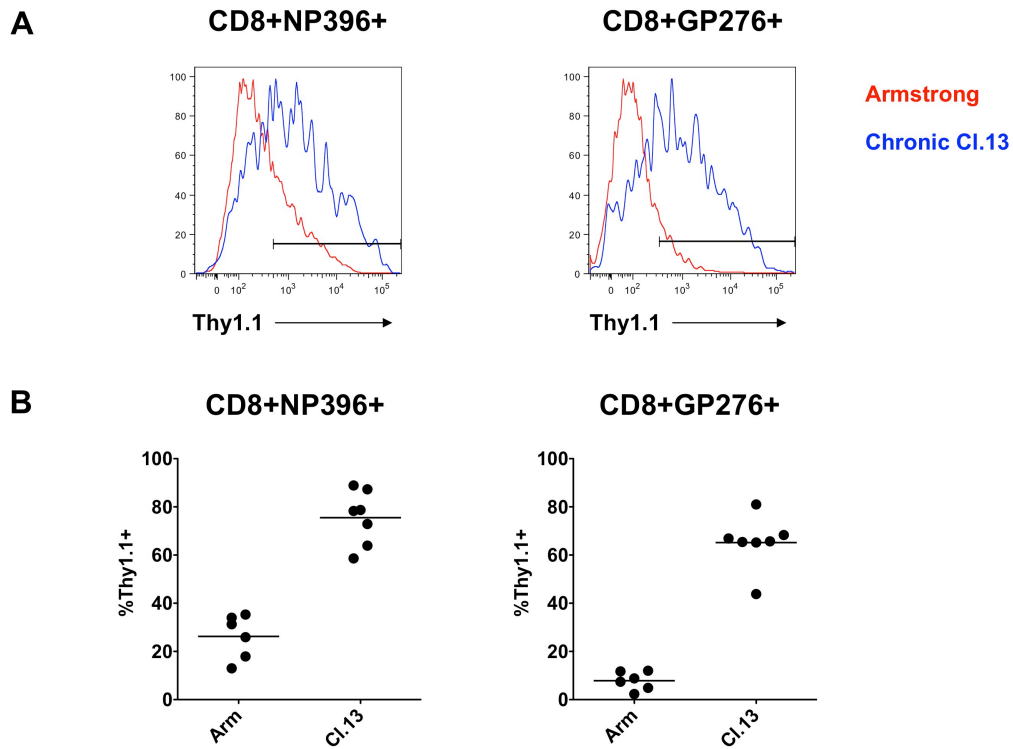 A
CD8+NP396+
CD8+GP276+
Armstrong
Chronic Cl.13
100
80
60
40
20
0
0 10² 10³ 10⁴ 10⁵
Thy1.1
100
80
60
40
20
0
0 10² 10³ 10⁴ 10⁵
Thy1.1
B
CD8+NP396+
CD8+GP276+
%Thy1.1+
100
80
60
40
20
0
Arm
Cl.13
%Thy1.1+
100
80
60
40
20
0
Arm
Cl.13